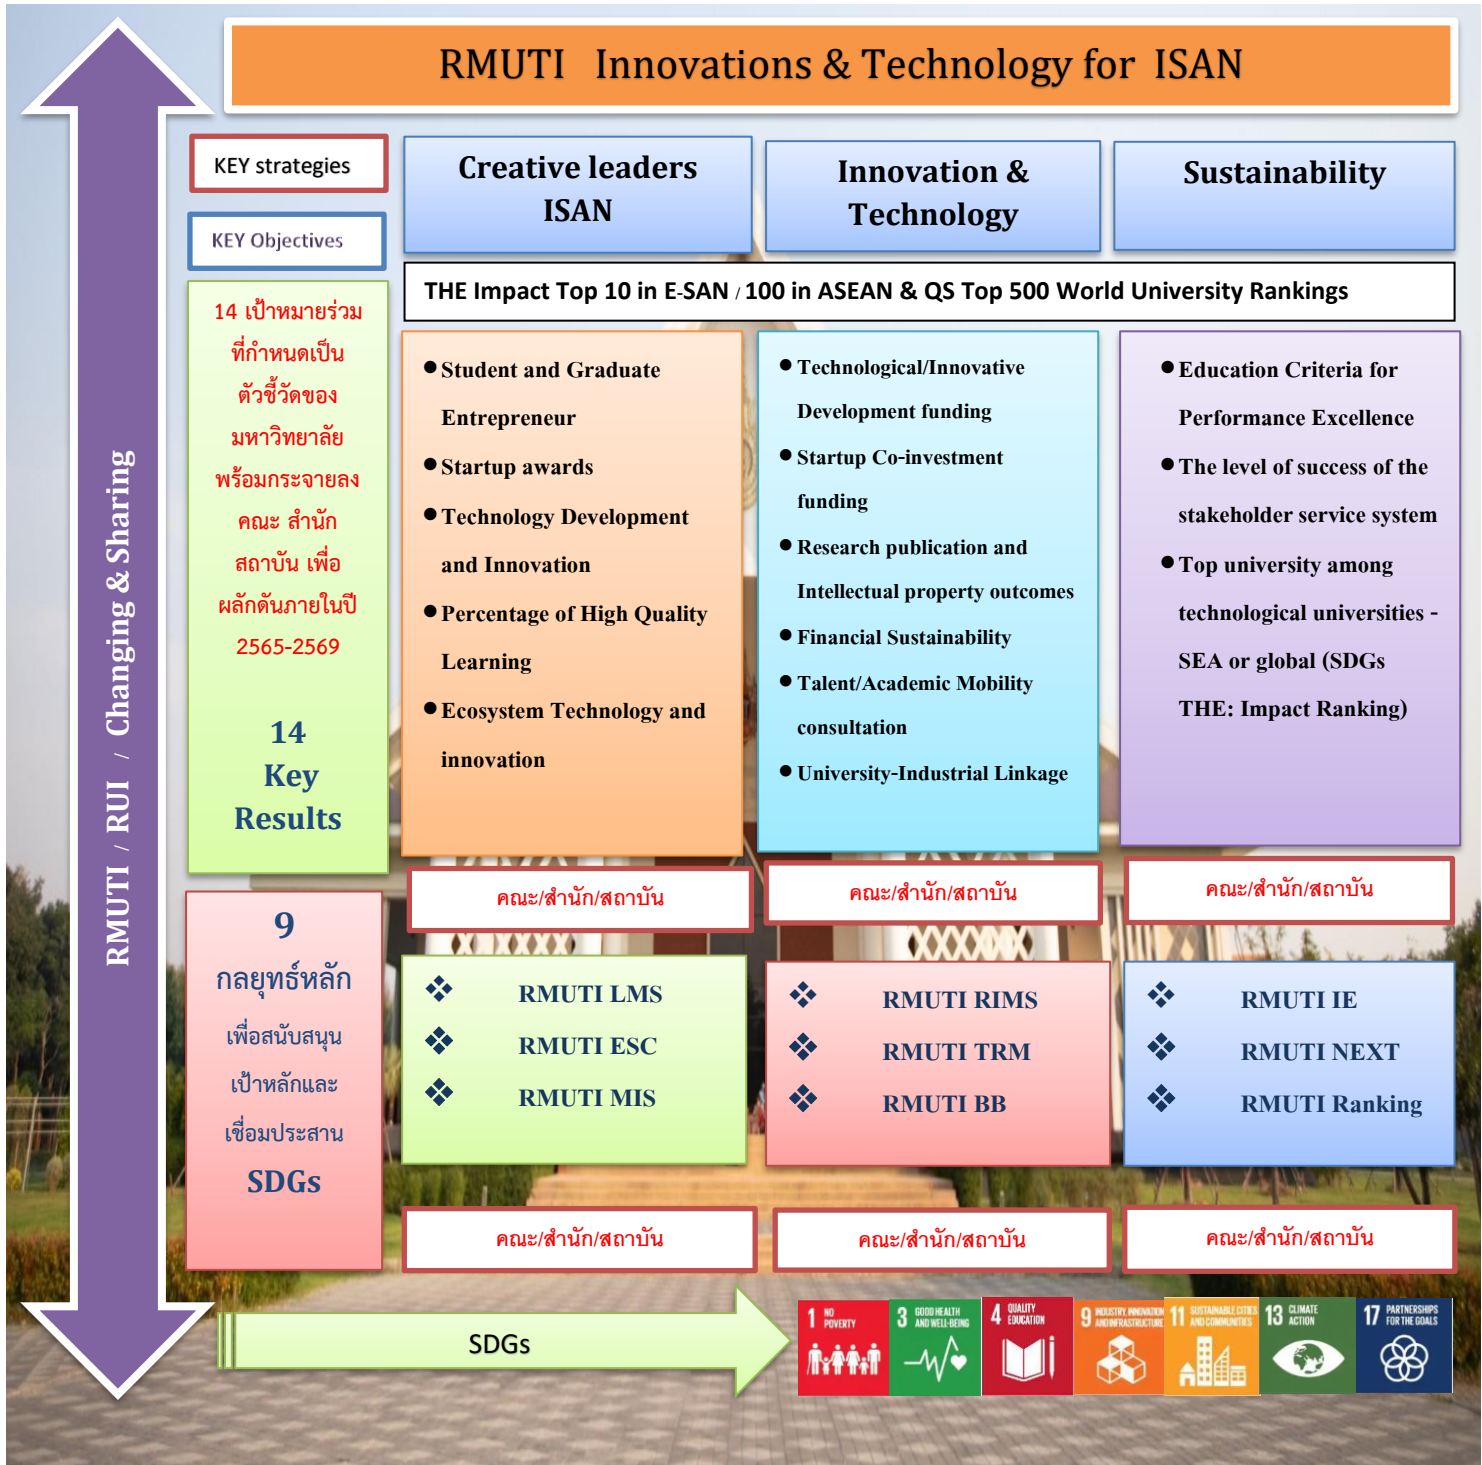 RMUTI Innovations & Technology for ISAN
KEY strategies
KEY Objectives
Creative leaders
ISAN
Innovation &
Technology
Sustainability
THE Impact Top 10 in E-SAN / 100 in ASEAN & QS Top 500 World University Rankings
14 เป้าหมายร่วม
ที่กำหนดเป็น
ตัวชี้วัดของ
มหาวิทยาลัย
พร้อมกระจายลง
คณะ สำนัก
สถาบัน เพื่อ
ผลักดันภายในปี
2565-2569
14
Key
Results
● Student and Graduate
Entrepreneur
● Startup awards
● Technology Development
and Innovation
● Percentage of High Quality
Learning
● Ecosystem Technology and
innovation
● Technological/Innovative
Development funding
● Startup Co-investment
funding
● Research publication and
Intellectual property outcomes
● Financial Sustainability
● Talent/Academic Mobility
consultation
● University-Industrial Linkage
● Education Criteria for
Performance Excellence
● The level of success of the
stakeholder service system
● Top university among
technological universities -
SEA or global (SDGs
THE: Impact Ranking)
คณะ/สำนัก/สถาบัน
คณะ/สำนัก/สถาบัน
คณะ/สำนัก/สถาบัน
9
กลยุทธ์หลัก
เพื่อสนับสนุน
เป้าหลักและ
เชื่อมประสาน
SDGs
❖ RMUTI LMS
❖ RMUTI ESC
❖ RMUTI MIS
❖ RMUTI RIMS
❖ RMUTI TRM
❖ RMUTI BB
❖ RMUTI IE
❖ RMUTI NEXT
❖ RMUTI Ranking
คณะ/สำนัก/สถาบัน
คณะ/สำนัก/สถาบัน
คณะ/สำนัก/สถาบัน
RMUTI / RUI / Changing & Sharing
SDGs
1 NO
POVERTY
3 GOOD HEALTH
AND WELL-BEING
4 QUALITY
EDUCATION
9 INDUSTRY, INNOVATION
AND INFRASTRUCTURE
11 SUSTAINABLE CITIES
AND COMMUNITIES
13 CLIMATE
ACTION
17 PARTNERSHIPS
FOR THE GOALS